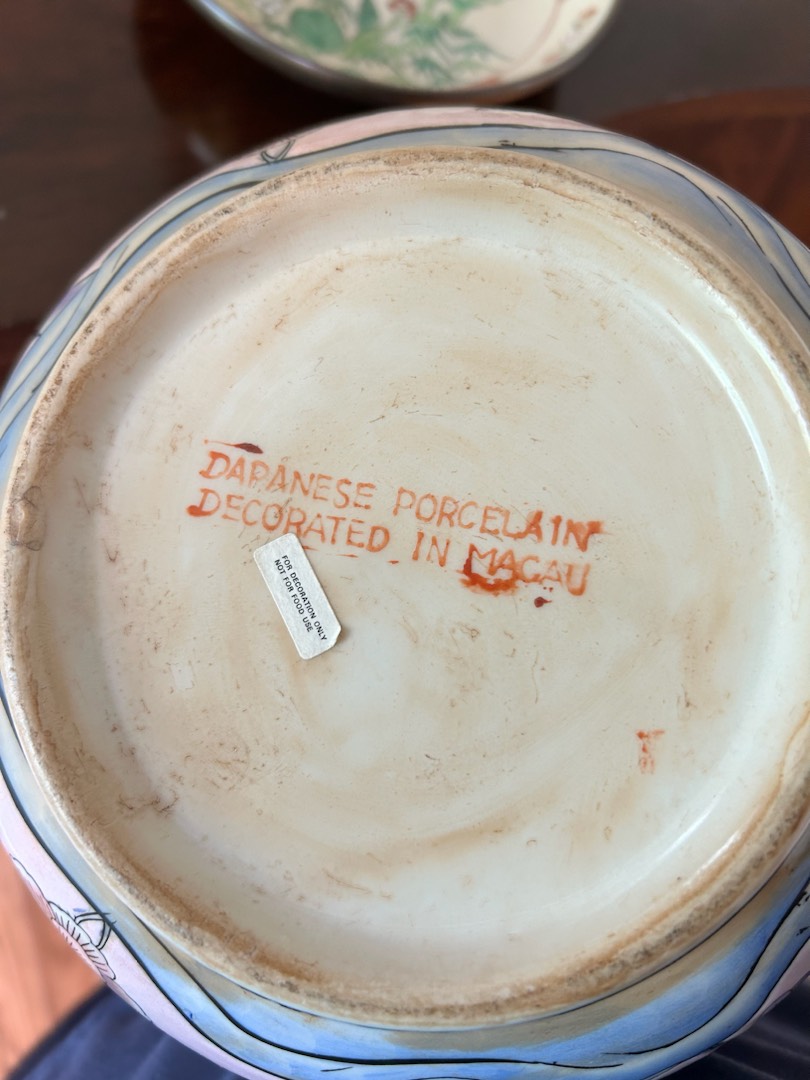 DAPANESE PORCELAIN
DECORATED IN MACAU
FOR DECORATION ONLY
NOT FOR FOOD USE